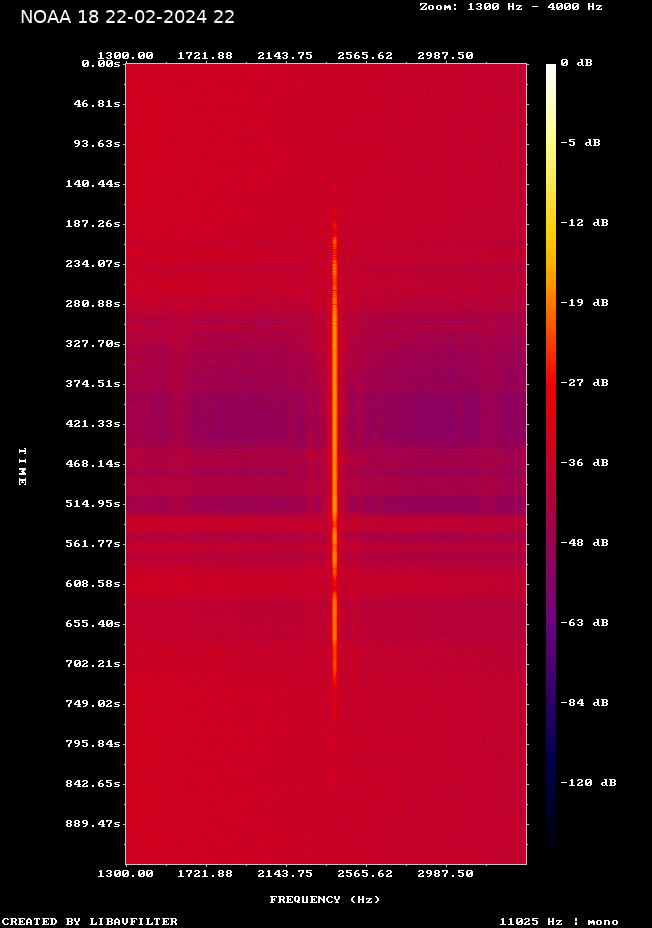 Zoom: 1300 Hz - 4000 Hz
NOAA 18 22-02-2024 22
1300.00 1721.88 2143.75 2565.62 2987.50
0.00s
46.81s
93.63s
140.44s
187.26s
234.07s
280.88s
327.70s
374.51s
421.33s
468.14s
514.95s
561.77s
608.58s
655.40s
702.21s
749.02s
795.84s
842.65s
889.47s
TIME
0 dB
-5 dB
-12 dB
-19 dB
-27 dB
-36 dB
-48 dB
-63 dB
-84 dB
-120 dB
1300.00 1721.88 2143.75 2565.62 2987.50
FREQUENCY (Hz)
CREATED BY LIBAVFILTER
11025 Hz | mono